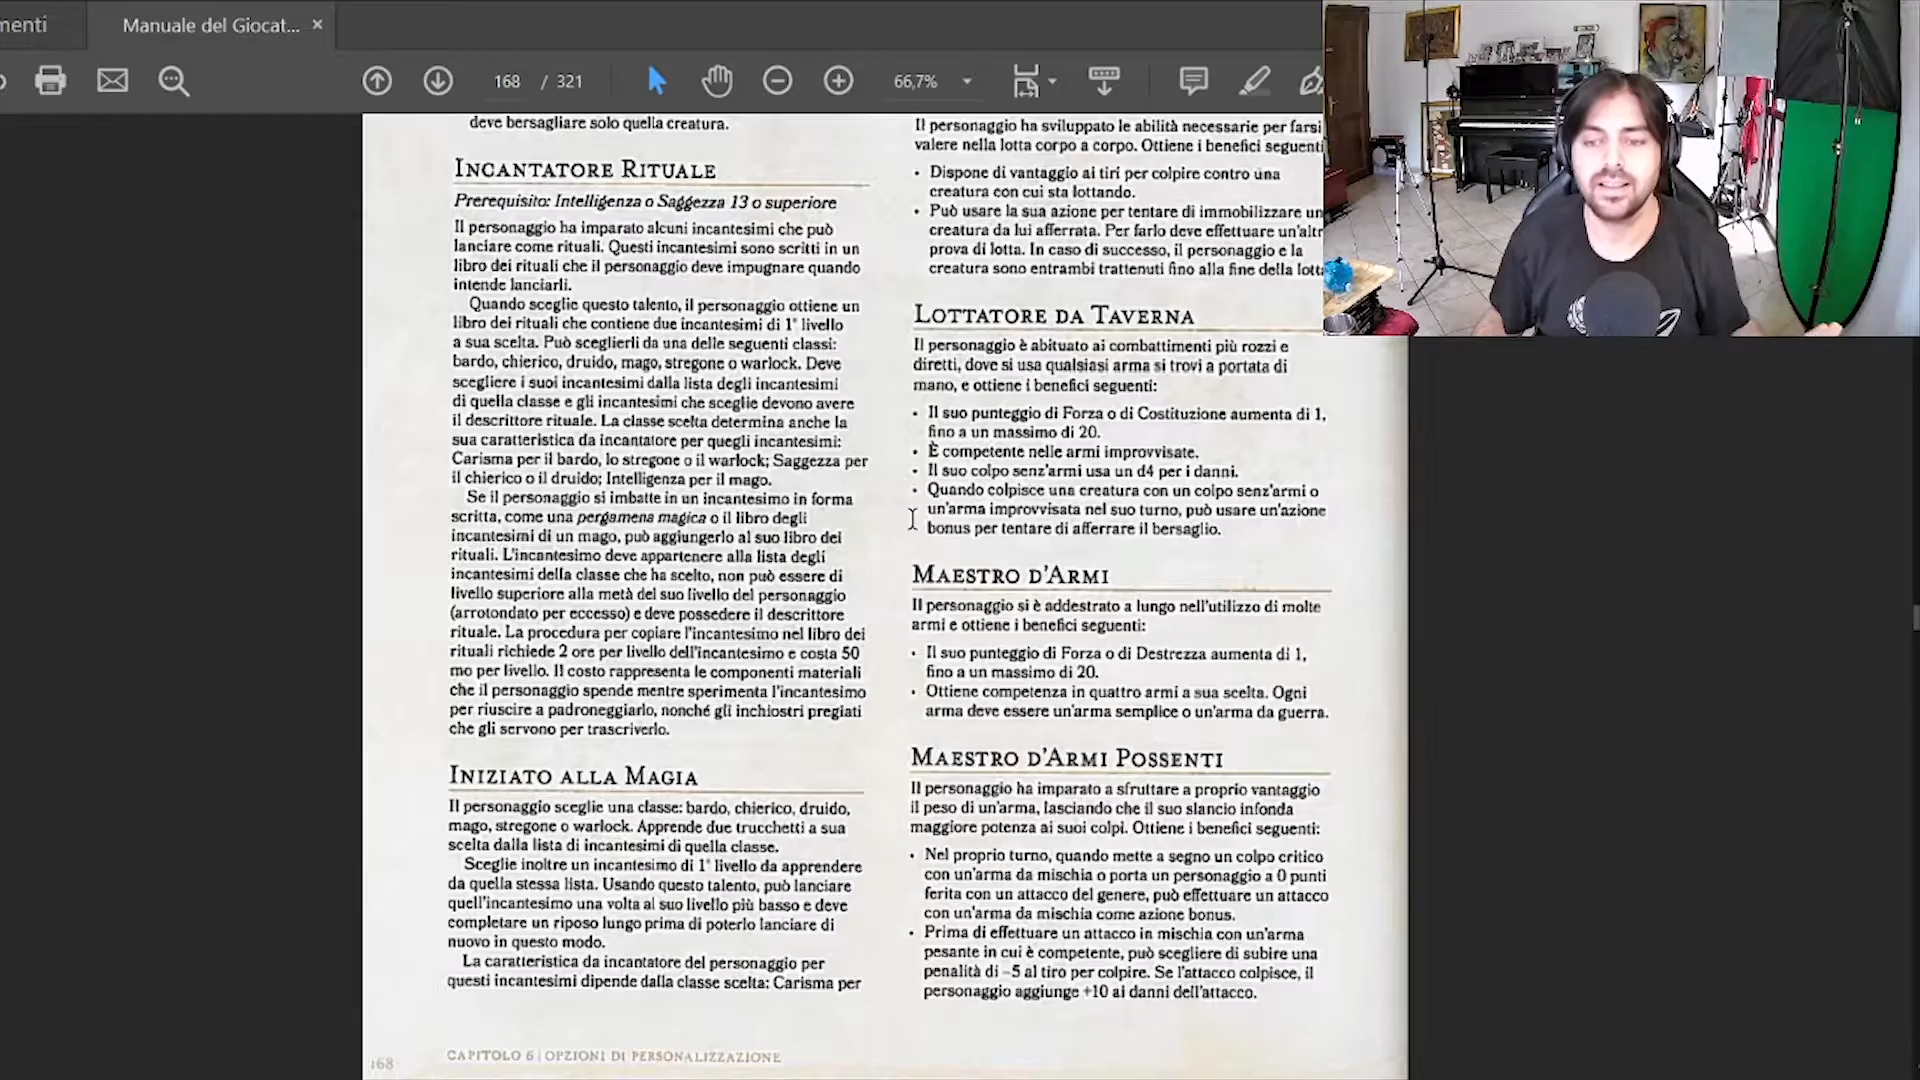 menti
Manuale del Giocat... ×
168 / 321
66,7%
deve bersagliare solo quella creatura.
INCANTATORE RITUALE
Prerequisito: Intelligenza o Saggezza 13 o superiore
Il personaggio ha imparato alcuni incantesimi che può
lanciare come rituali. Questi incantesimi sono scritti in un
libro dei rituali che il personaggio deve impugnare quando
intende lanciarli.
Quando sceglie questo talento, il personaggio ottiene un
libro dei rituali che contiene due incantesimi di 1° livello
a sua scelta. Può sceglierli da una delle seguenti classi:
bardo, chierico, druido, mago, stregone o warlock. Deve
scegliere i suoi incantesimi dalla lista degli incantesimi
di quella classe e gli incantesimi che sceglie devono avere
il descrittore rituale. La classe scelta determina anche la
sua caratteristica da incantatore per quegli incantesimi:
Carisma per il bardo, lo stregone o il warlock; Saggezza per
il chierico o il druido; Intelligenza per il mago.
Se il personaggio si imbatte in un incantesimo in forma
scritta, come una pergamena magica o il libro degli
incantesimi di un mago, può aggiungerlo al suo libro dei
rituali. L'incantesimo deve appartenere alla lista degli
incantesimi della classe che ha scelto, non può essere di
livello superiore alla metà del suo livello del personaggio
(arrotondato per eccesso) e deve possedere il descrittore
rituale. La procedura per copiare l'incantesimo nel libro dei
rituali richiede 2 ore per livello dell'incantesimo e costa 50
mo per livello. Il costo rappresenta le componenti materiali
che il personaggio spende mentre sperimenta l'incantesimo
per riuscire a padroneggiarlo, nonché gli inchiostri pregiati
che gli servono per trascriverlo.
INIZIATO ALLA MAGIA
Il personaggio sceglie una classe: bardo, chierico, druido,
mago, stregone o warlock. Apprende due trucchetti a sua
scelta dalla lista di incantesimi di quella classe.
Sceglie inoltre un incantesimo di 1° livello da apprendere
da quella stessa lista. Usando questo talento, può lanciare
quell'incantesimo una volta al suo livello più basso e deve
completare un riposo lungo prima di poterlo lanciare di
nuovo in questo modo.
La caratteristica da incantatore del personaggio per
questi incantesimi dipende dalla classe scelta: Carisma per
Il personaggio ha sviluppato le abilità necessarie per farsi
valere nella lotta corpo a corpo. Ottiene i benefici seguenti
• Dispone di vantaggio ai tiri per colpire contro una
creatura con cui sta lottando.
• Può usare la sua azione per tentare di immobilizzare un
creatura da lui afferrata. Per farlo deve effettuare un'altr
prova di lotta. In caso di successo, il personaggio e la
creatura sono entrambi trattenuti fino alla fine della lott
LOTTATORE DA TAVERNA
Il personaggio è abituato ai combattimenti più rozzi e
diretti, dove si usa qualsiasi arma si trovi a portata di
mano, e ottiene i benefici seguenti:
• Il suo punteggio di Forza o di Costituzione aumenta di 1,
fino a un massimo di 20.
• È competente nelle armi improvvisate.
• Il suo colpo senz'armi usa un d4 per i danni.
• Quando colpisce una creatura con un colpo senz'armi o
un'arma improvvisata nel suo turno, può usare un'azione
bonus per tentare di afferrare il bersaglio.
MAESTRO D'ARMI
Il personaggio si è addestrato a lungo nell'utilizzo di molte
armi e ottiene i benefici seguenti:
• Il suo punteggio di Forza o di Destrezza aumenta di 1,
fino a un massimo di 20.
• Ottiene competenza in quattro armi a sua scelta. Ogni
arma deve essere un'arma semplice o un'arma da guerra.
MAESTRO D'ARMI POSSENTI
Il personaggio ha imparato a sfruttare a proprio vantaggio
il peso di un'arma, lasciando che il suo slancio infonda
maggiore potenza ai suoi colpi. Ottiene i benefici seguenti:
• Nel proprio turno, quando mette a segno un colpo critico
con un'arma da mischia o porta un personaggio a 0 punti
ferita con un attacco del genere, può effettuare un attacco
con un'arma da mischia come azione bonus.
• Prima di effettuare un attacco in mischia con un'arma
pesante in cui è competente, può scegliere di subire una
penalità di −5 al tiro per colpire. Se l'attacco colpisce, il
personaggio aggiunge +10 ai danni dell'attacco.
168 CAPITOLO 6 | OPZIONI DI PERSONALIZZAZIONE